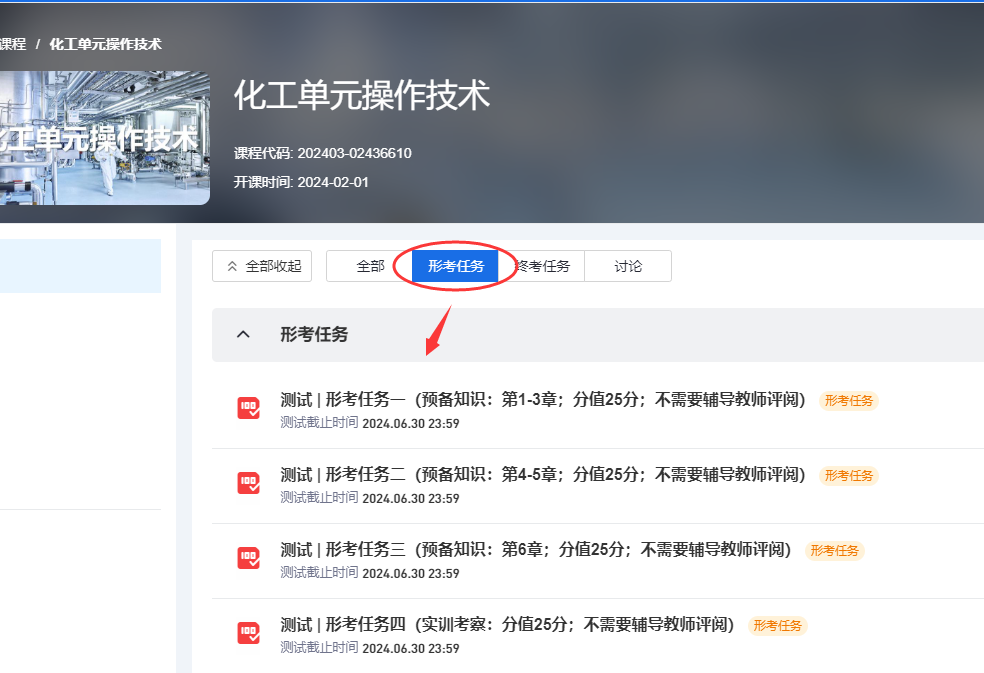 课程 / 化工单元操作技术
化工单元操作技术
化工单元操作技术
课程代码: 202403-02436610
开课时间: 2024-02-01
全部收起 全部 形考任务 终考任务 讨论
形考任务
测试 | 形考任务一（预备知识：第1-3章；分值25分；不需要辅导教师评阅） 形考任务
测试截止时间 2024.06.30 23:59
测试 | 形考任务二（预备知识：第4-5章；分值25分；不需要辅导教师评阅） 形考任务
测试截止时间 2024.06.30 23:59
测试 | 形考任务三（预备知识：第6章；分值25分；不需要辅导教师评阅） 形考任务
测试截止时间 2024.06.30 23:59
测试 | 形考任务四（实训考察：分值25分；不需要辅导教师评阅） 形考任务
测试截止时间 2024.06.30 23:59